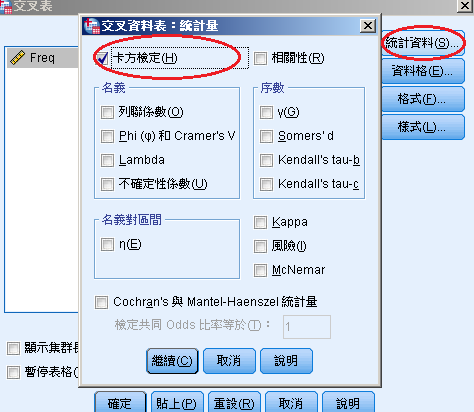 交叉表
交叉資料表：統計量
Freq
卡方檢定(H)
相關性(R)
名義
列聯係數(O)
Phi (φ) 和 Cramer's V
Lambda
不確定性係數(U)
序數
γ(G)
Somers' d
Kendall's tau-b
Kendall's tau-c
名義對區間
η(E)
Kappa
風險(I)
McNemar
Cochran's 與 Mantel-Haenszel 統計量
檢定共同 Odds 比率等於(T)：
1
繼續(C)
取消
說明
統計資料(S)...
資料格(E)...
格式(F)...
樣式(L)...
顯示集群
暫停表格(
確定
貼上(P)
重設(R)
取消
說明